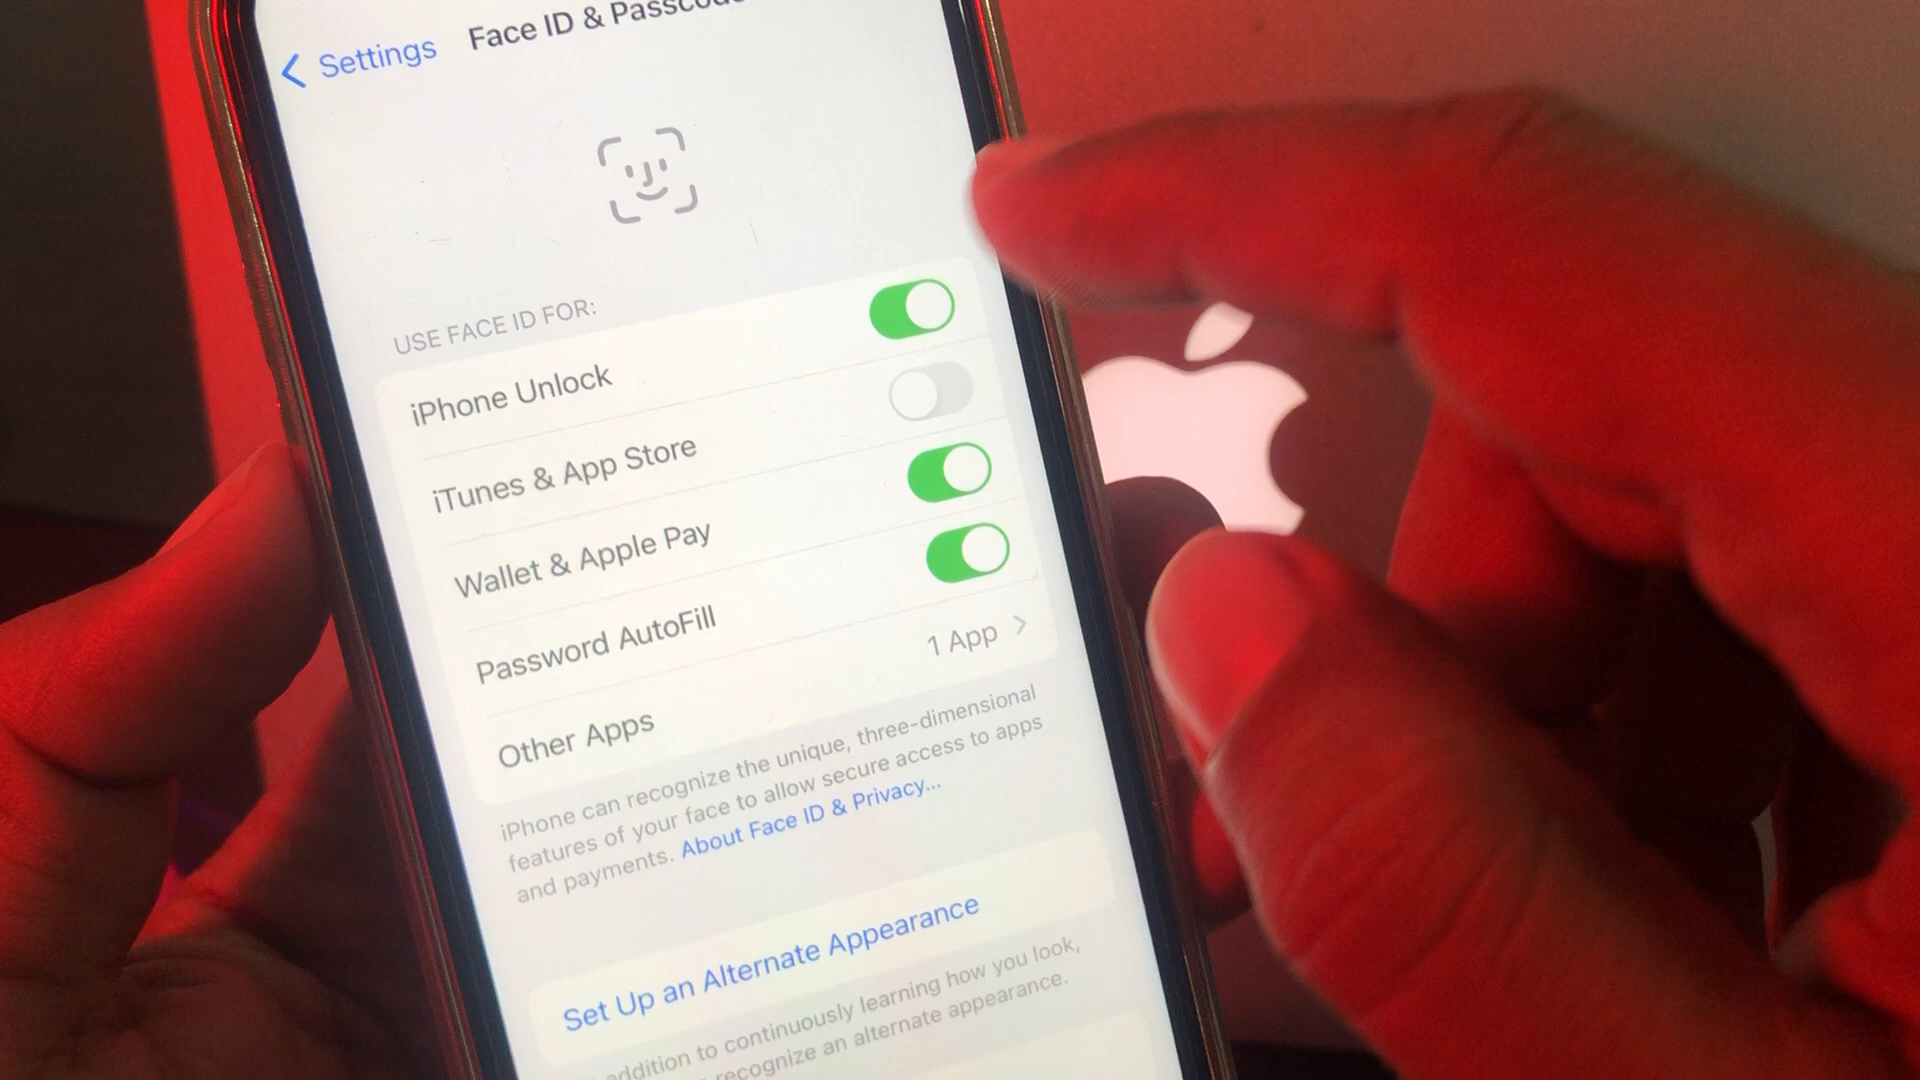 Settings
Face ID & Passcode
USE FACE ID FOR:
iPhone Unlock
iTunes & App Store
Wallet & Apple Pay
Password AutoFill
Other Apps
1 App
iPhone can recognize the unique, three-dimensional
features of your face to allow secure access to apps
and payments. About Face ID & Privacy...
Set Up an Alternate Appearance
addition to continuously learning how you look,
recognize an alternate appearance.